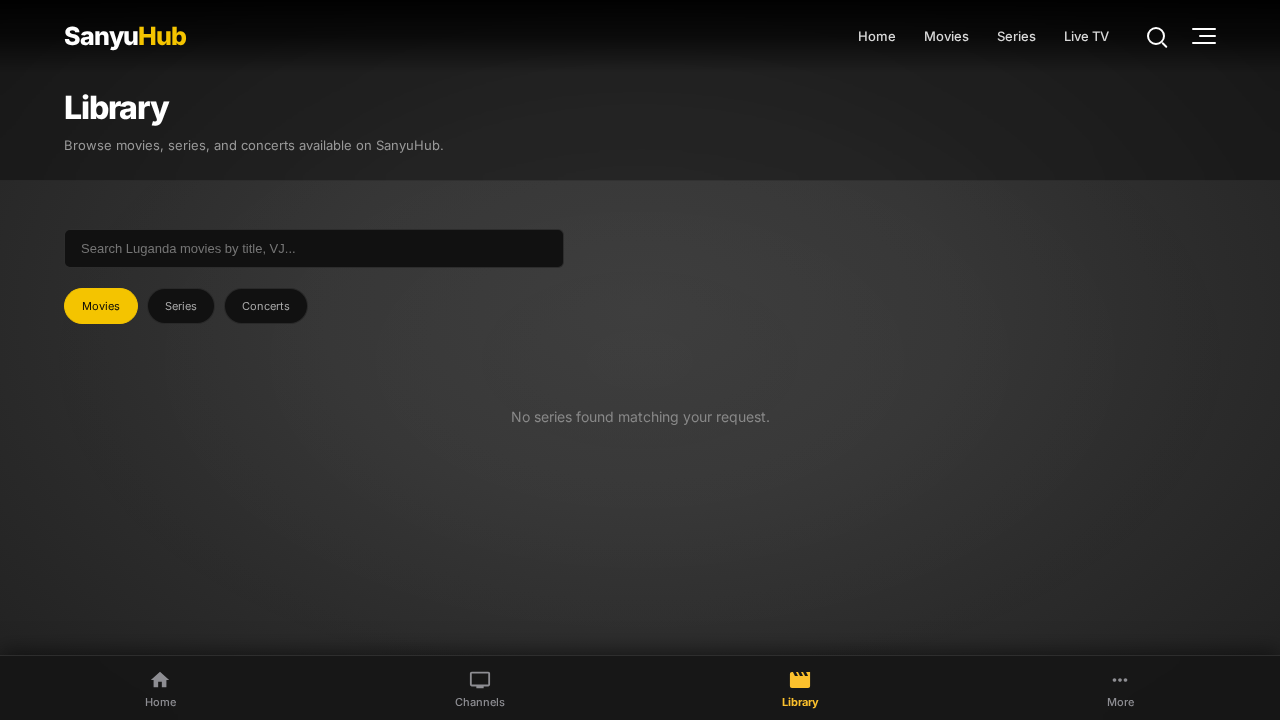 SanyuHub
Home Movies Series Live TV
Library
Browse movies, series, and concerts available on SanyuHub.
Search Luganda movies by title, VJ...
Movies Series Concerts
No series found matching your request.
Home Channels Library More